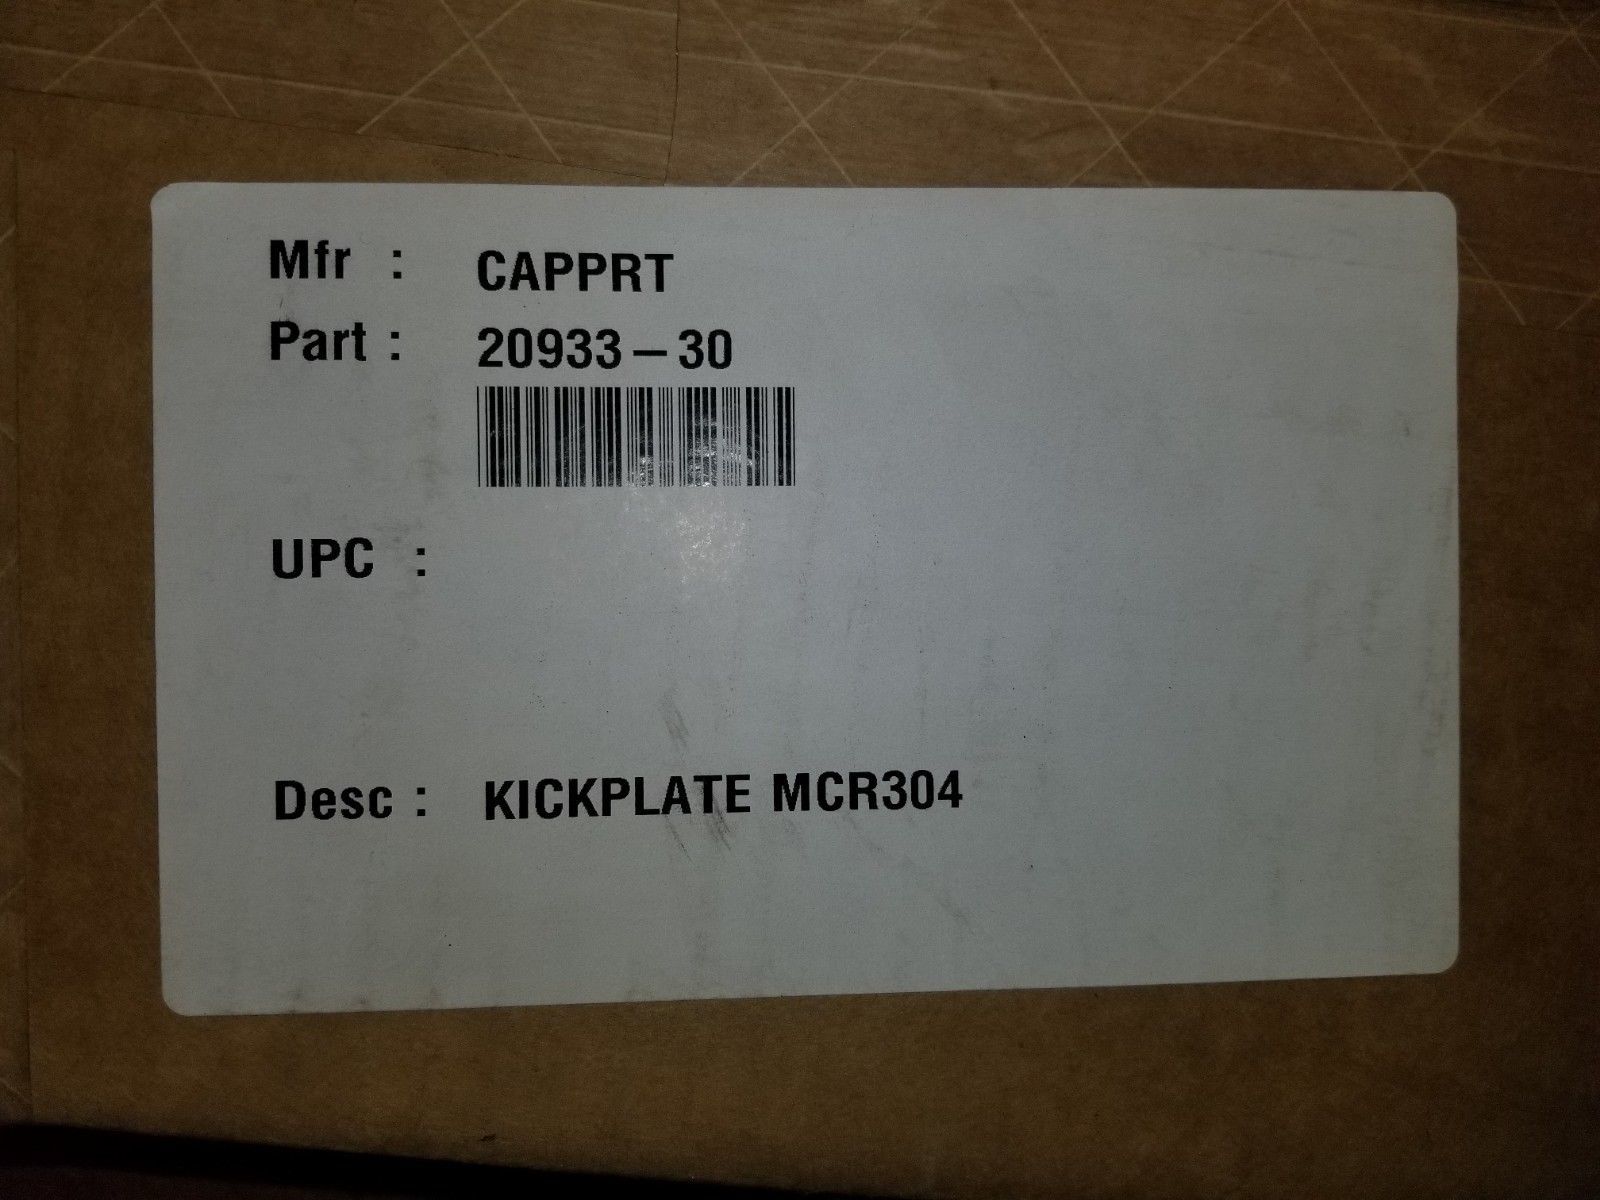 Mfr : CAPPRT
Part : 20933-30
UPC :
Desc : KICKPLATE MCR304